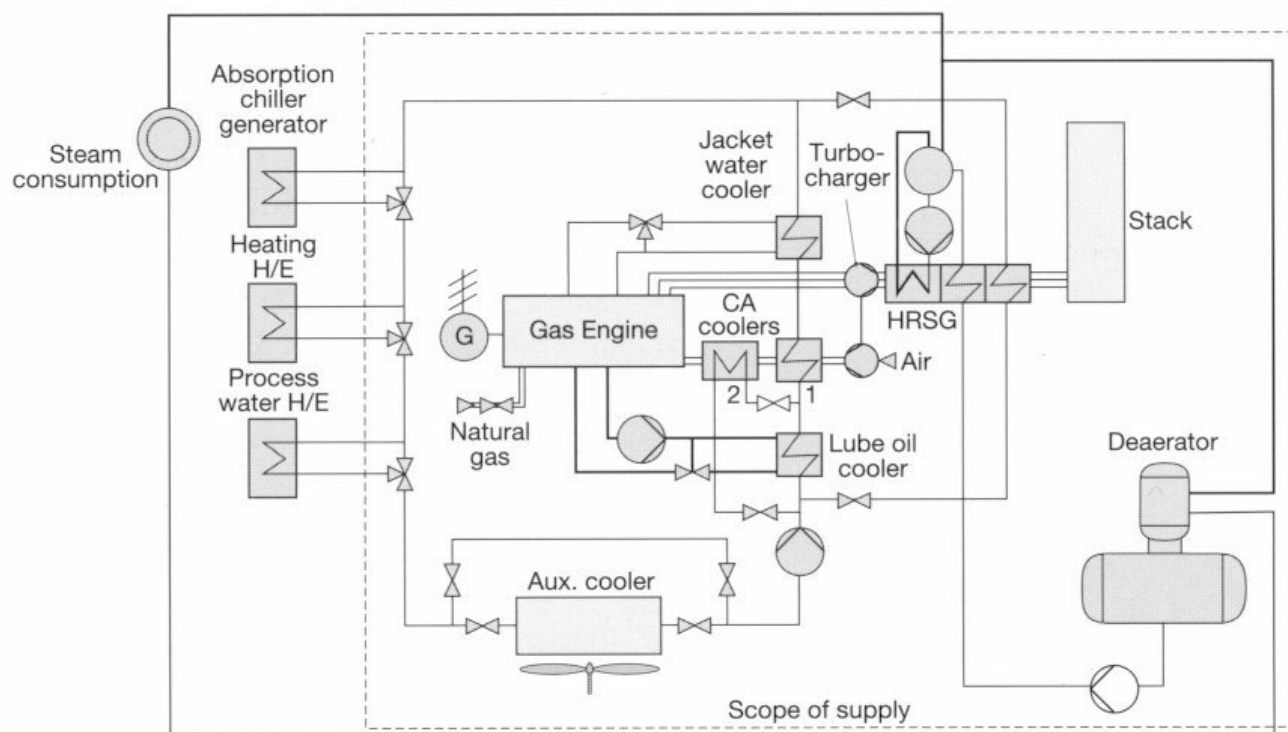 Absorption
chiller
generator
Steam
consumption
Heating
H/E
Process
water H/E
Jacket
water
cooler
Turbo-
charger
Stack
HRSG
G
Gas Engine
CA
coolers
Air
2
1
Natural
gas
Lube oil
cooler
Deaerator
Aux. cooler
Scope of supply